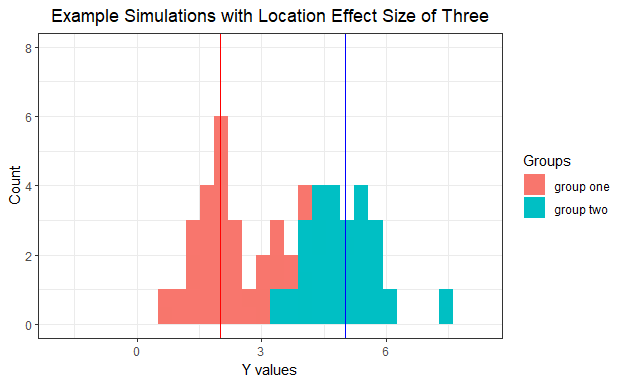 Example Simulations with Location Effect Size of Three
8
6
4
2
0
Count
0 3 6
Y values
Groups
group one
group two